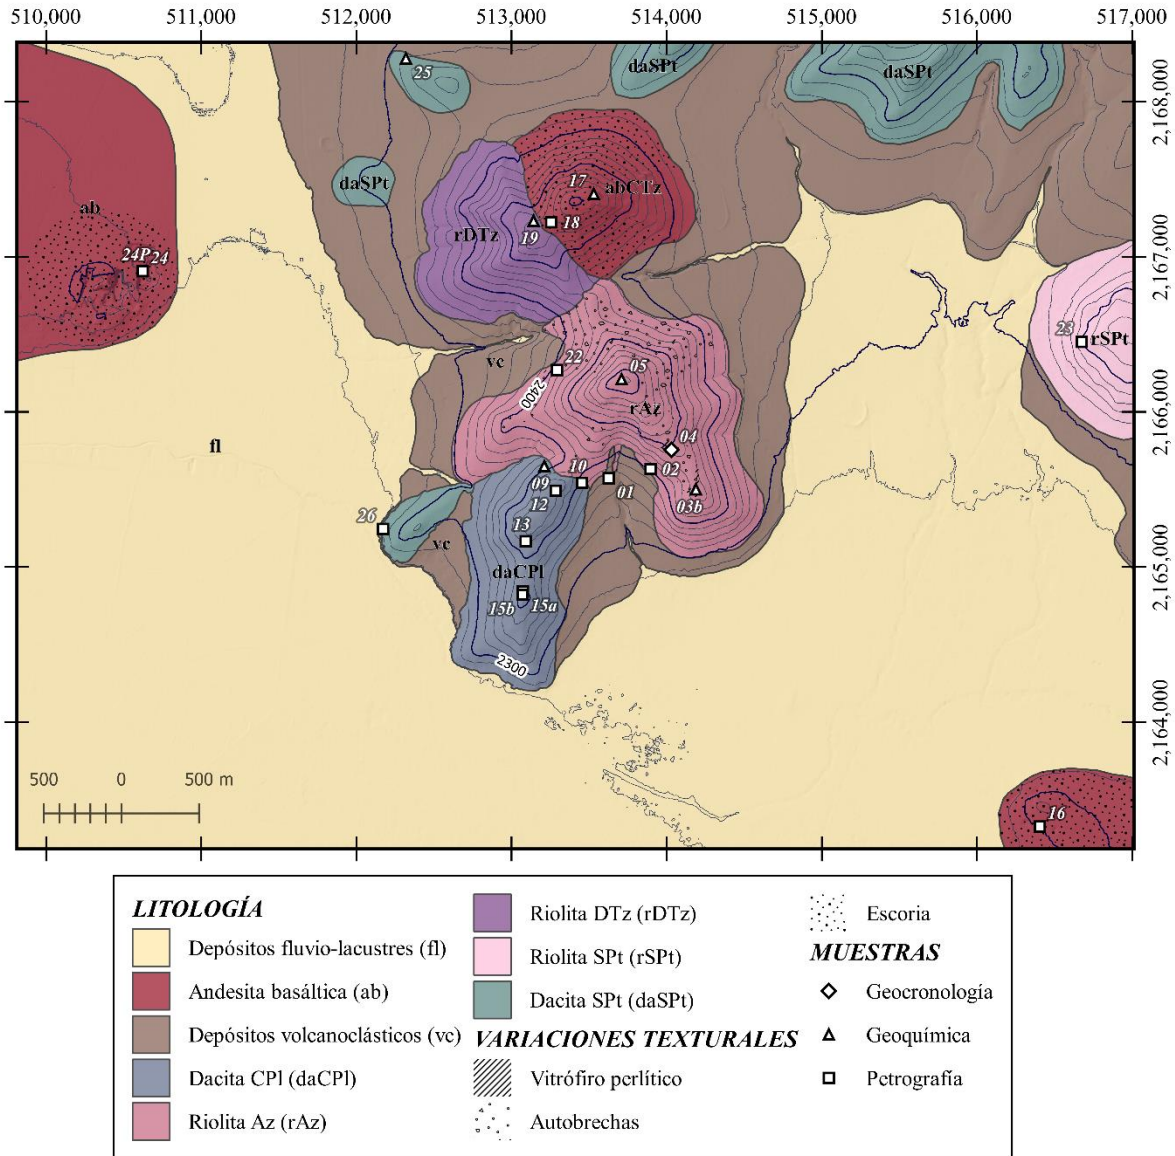 510,000 511,000 512,000 513,000 514,000 515,000 516,000 517,000
25
daSPt
daSPt
2,168,000
daSPt
17
abCTz
ab
18
rDTz
19
24P 24
2,167,000
23
rSPt
vc
22
05
2400
rAz
2,166,000
04
fl
10
02
09
01
03b
12
26
13
vc
daCPl
2,165,000
15b 15a
2300
2,164,000
500 0 500 m
16
LITOLOGÍA
Depósitos fluvio-lacustres (fl)
Andesita basáltica (ab)
Depósitos volcanoclásticos (vc)
Dacita CPl (daCPl)
Riolita Az (rAz)
Riolita DTz (rDTz)
Riolita SPt (rSPt)
Dacita SPt (daSPt)
VARIACIONES TEXTURALES
Vitrófiro perlítico
Autobrechas
Escoria
MUESTRAS
Geocronología
Geoquímica
Petrografía